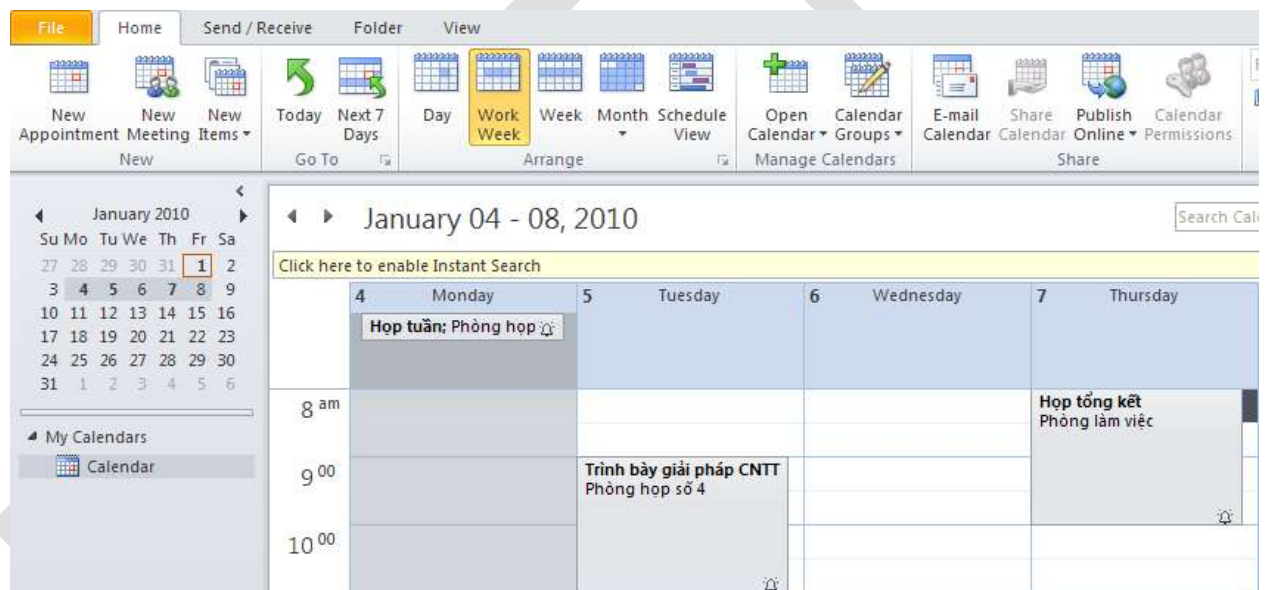 File Home Send / Receive Folder View
New Appointment New Meeting New Items Today Next 7 Days Day Work Week Week Month Schedule View Open Calendar Calendar Groups E-mail Calendar Share Calendar Publish Online Calendar Permissions
New Go To Arrange Manage Calendars Share
January 2010
Su Mo Tu We Th Fr Sa
27 28 29 30 31 1 2
3 4 5 6 7 8 9
10 11 12 13 14 15 16
17 18 19 20 21 22 23
24 25 26 27 28 29 30
31 1 2 3 4 5 6
My Calendars
Calendar
January 04 - 08, 2010
Search
Click here to enable Instant Search
4 Monday 5 Tuesday 6 Wednesday 7 Thursday
Họp tuần; Phòng họp
8 am
Họp tổng kết
Phòng làm việc
9 00
Trình bày giải pháp CNTT
Phòng họp số 4
10 00